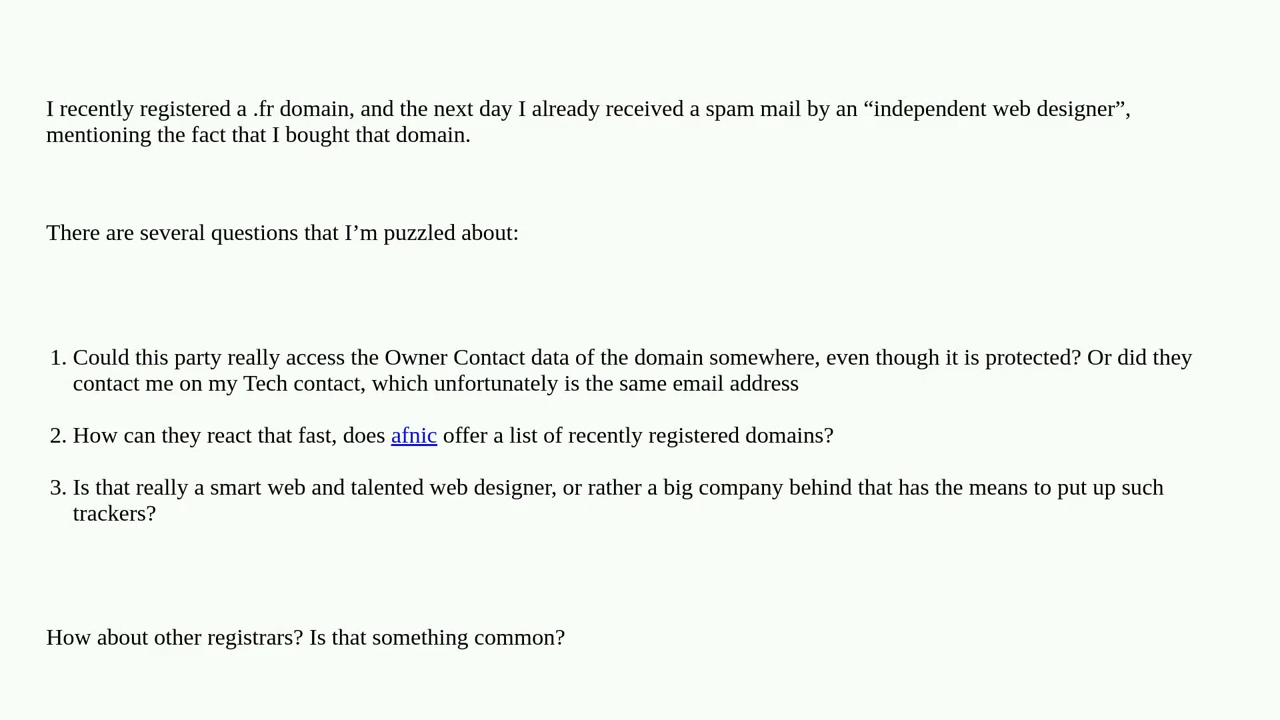 I recently registered a .fr domain, and the next day I already received a spam mail by an “independent web designer”,
mentioning the fact that I bought that domain.
There are several questions that I’m puzzled about:
1. Could this party really access the Owner Contact data of the domain somewhere, even though it is protected? Or did they
contact me on my Tech contact, which unfortunately is the same email address
2. How can they react that fast, does afnic offer a list of recently registered domains?
3. Is that really a smart web and talented web designer, or rather a big company behind that has the means to put up such
trackers?
How about other registrars? Is that something common?